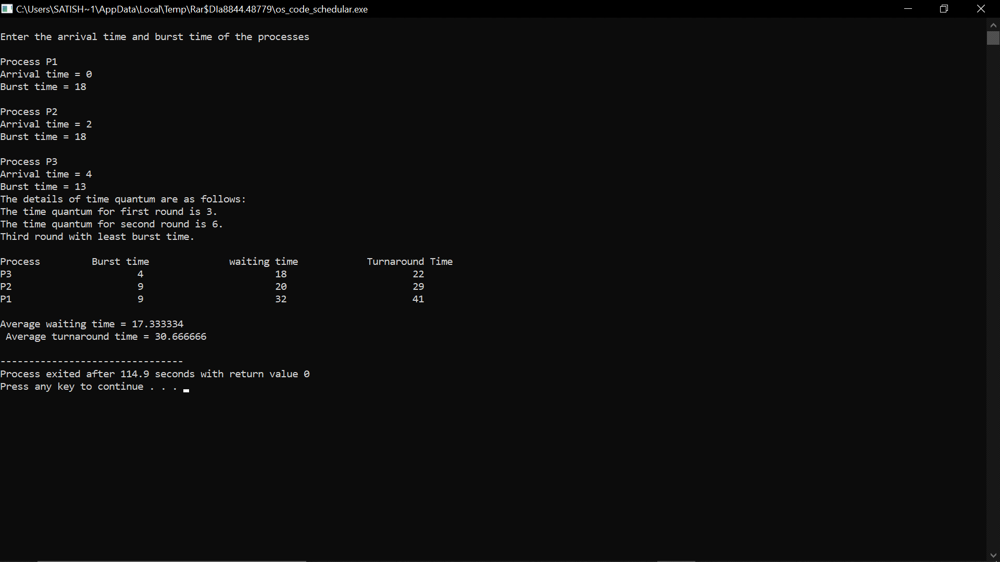 C:\Users\SATISH~1\AppData\Local\Temp\Rar$DIa8844.48779\os_code_schedular.exe
Enter the arrival time and burst time of the processes
Process P1
Arrival time = 0
Burst time = 18
Process P2
Arrival time = 2
Burst time = 18
Process P3
Arrival time = 4
Burst time = 13
The details of time quantum are as follows:
The time quantum for first round is 3.
The time quantum for second round is 6.
Third round with least burst time.
Process Burst time waiting time Turnaround Time
P3 4 18 22
P2 9 20 29
P1 9 32 41
Average waiting time = 17.333334
Average turnaround time = 30.666666
--------------------------------
Process exited after 114.9 seconds with return value 0
Press any key to continue . . .